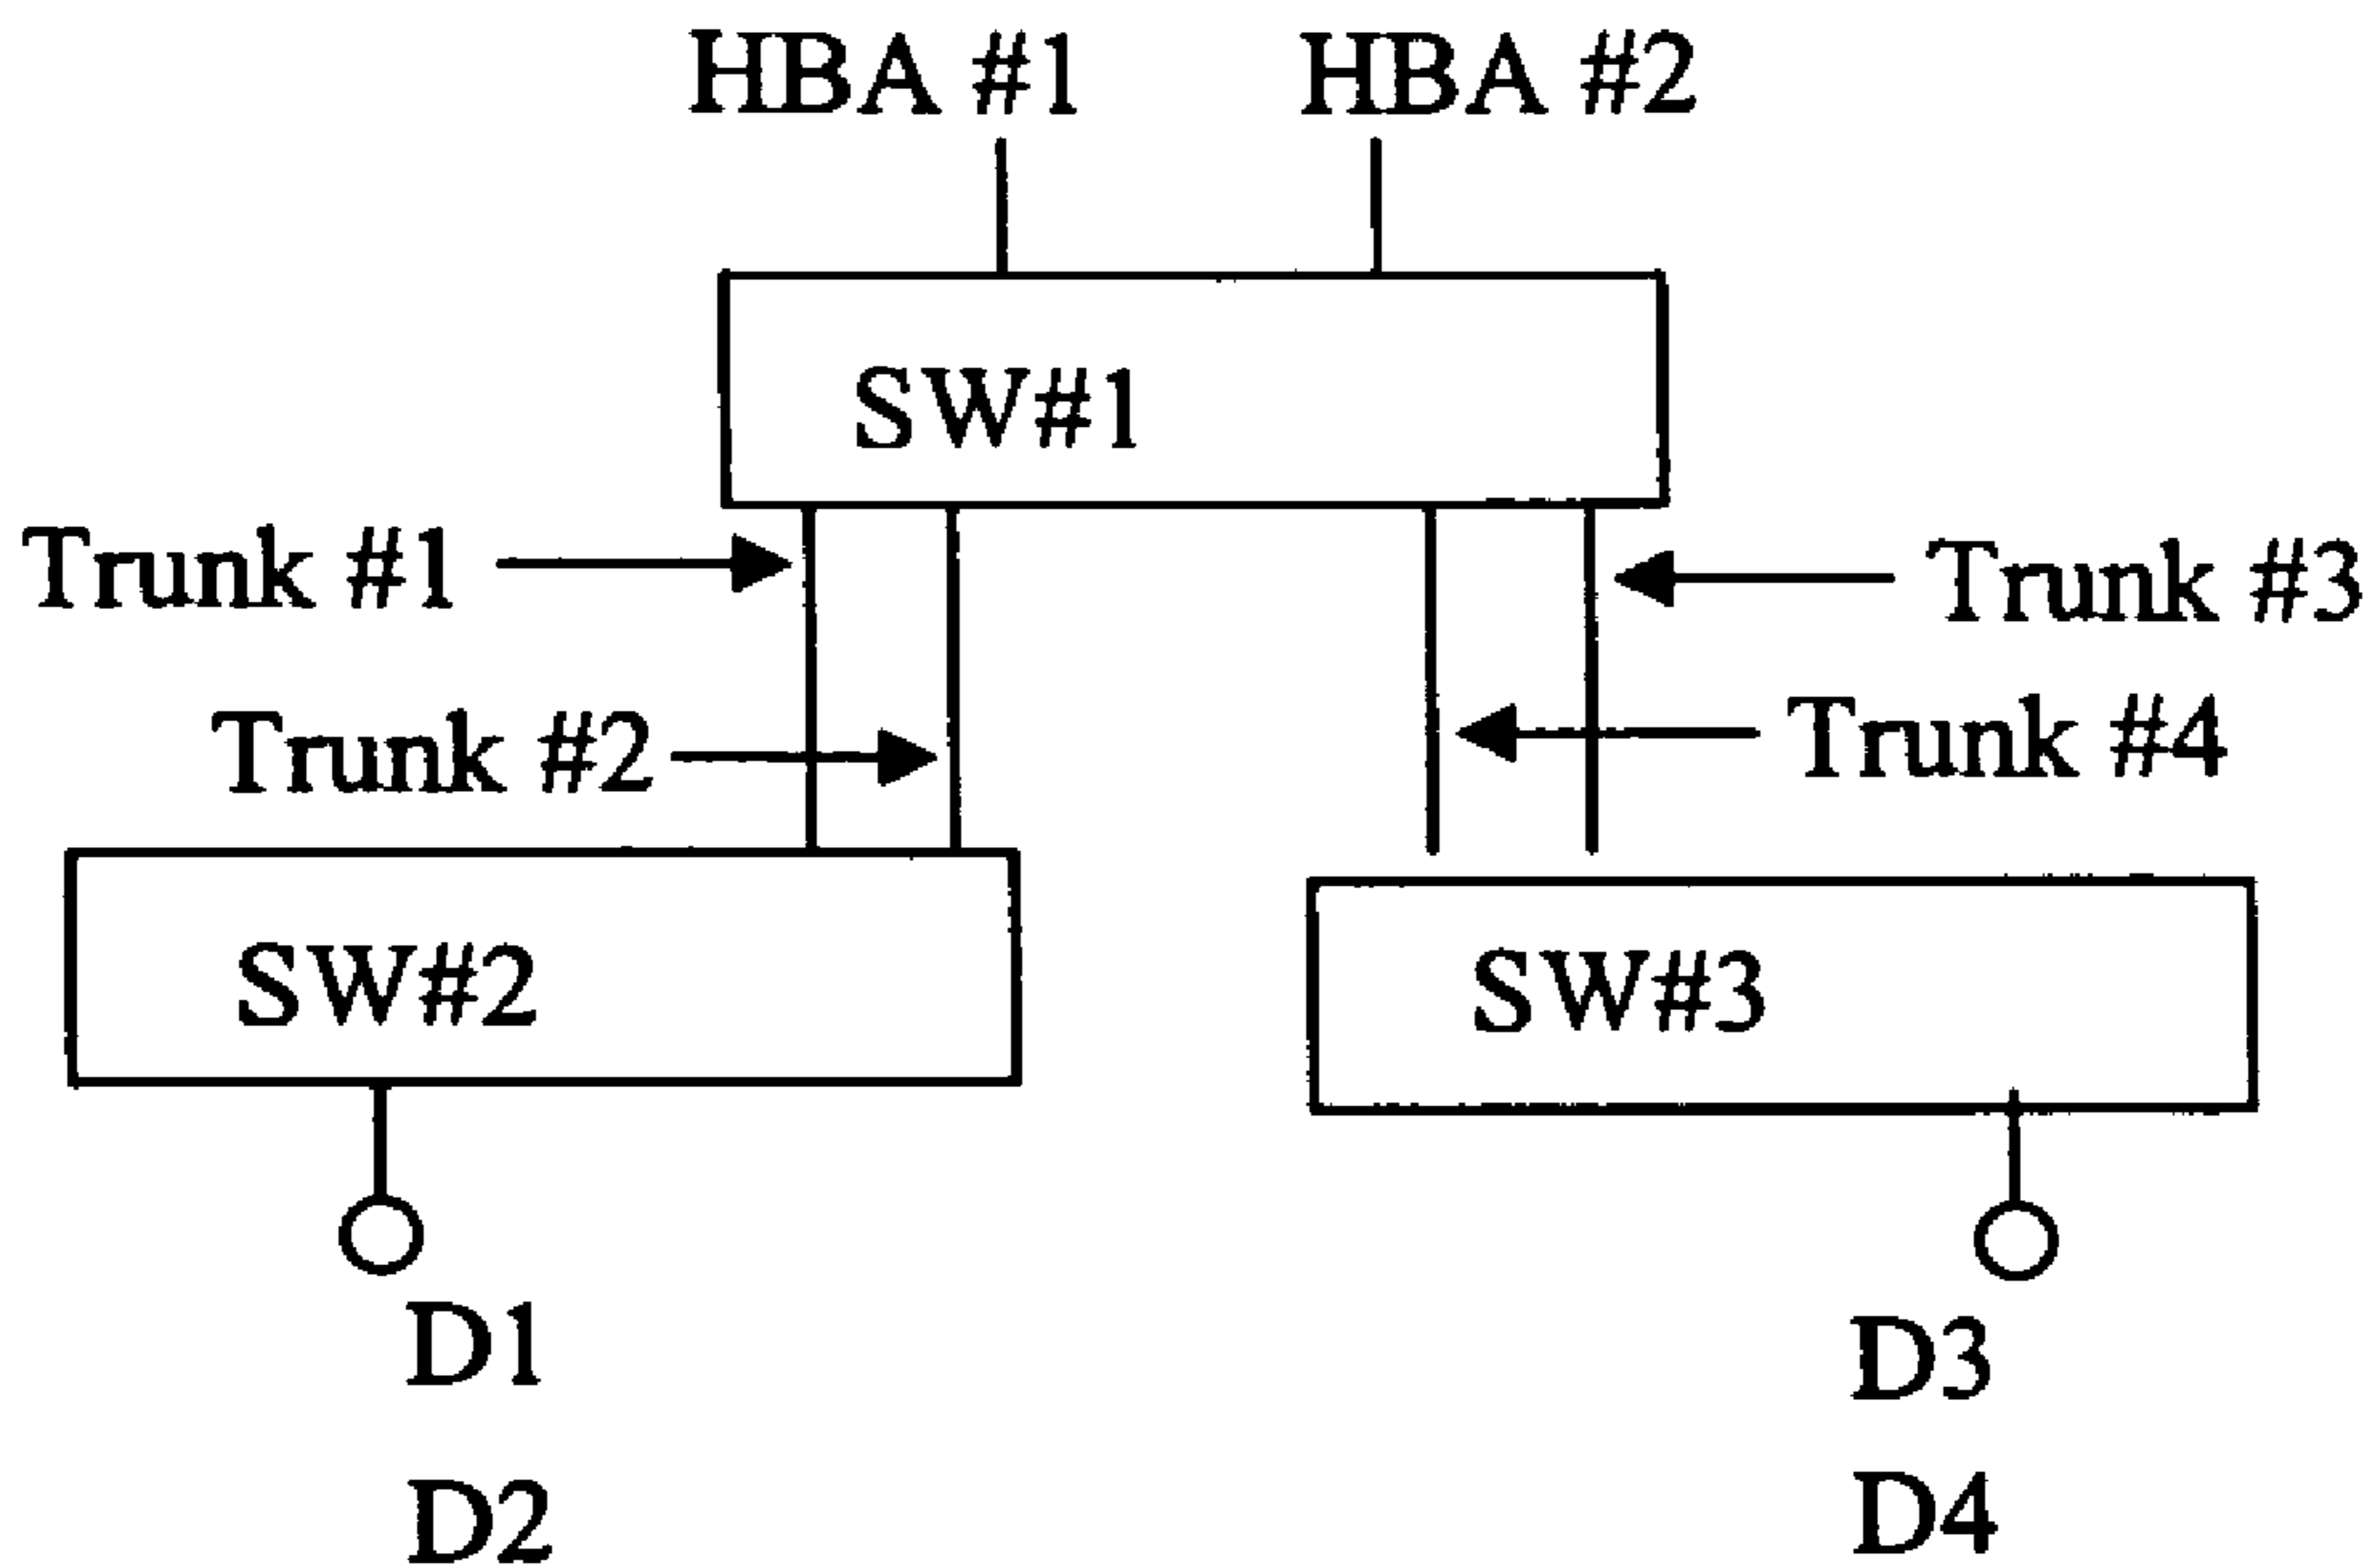 HBA #1
HBA #2
SW#1
Trunk #1
Trunk #3
Trunk #2
Trunk #4
SW#2
SW#3
D1
D3
D2
D4